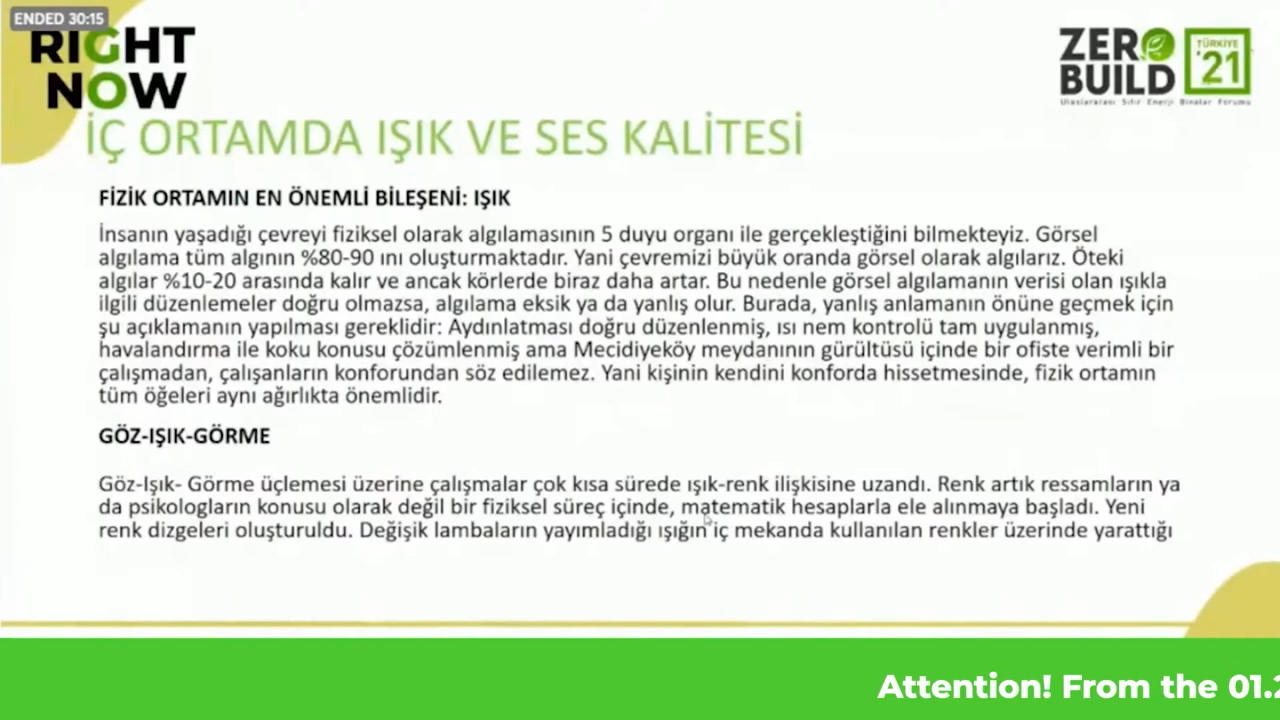 ENDED 30:15
RIGHT
NOW
ZERO
BUILD
TÜRKİYE
'21
Uluslararası Sıfır Enerji Binalar Forumu
İÇ ORTAMDA IŞIK VE SES KALİTESİ
FİZİK ORTAMIN EN ÖNEMLİ BİLEŞENİ: IŞIK
İnsanın yaşadığı çevreyi fiziksel olarak algılamasının 5 duyu organı ile gerçekleştiğini bilmekteyiz. Görsel
algılama tüm algının %80-90 ını oluşturmaktadır. Yani çevremizi büyük oranda görsel olarak algılarız. Öteki
algılar %10-20 arasında kalır ve ancak körlerde biraz daha artar. Bu nedenle görsel algılamanın verisi olan ışıkla
ilgili düzenlemeler doğru olmazsa, algılama eksik ya da yanlış olur. Burada, yanlış anlamanın önüne geçmek için
şu açıklamanın yapılması gereklidir: Aydınlatması doğru düzenlenmiş, ısı nem kontrolü tam uygulanmış,
havalandırma ile koku konusu çözümlenmiş ama Mecidiyeköy meydanının gürültüsü içinde bir ofiste verimli bir
çalışmadan, çalışanların konforundan söz edilemez. Yani kişinin kendini konforda hissetmesinde, fizik ortamın
tüm öğeleri aynı ağırlıkta önemlidir.
GÖZ-IŞIK-GÖRME
Göz-Işık- Görme üçlemesi üzerine çalışmalar çok kısa sürede ışık-renk ilişkisine uzandı. Renk artık ressamların ya
da psikologların konusu olarak değil bir fiziksel süreç içinde, matematik hesaplarla ele alınmaya başladı. Yeni
renk dizgeleri oluşturuldu. Değişik lambaların yayımladığı ışığın iç mekanda kullanılan renkler üzerinde yarattığı
Attention! From the 01.2